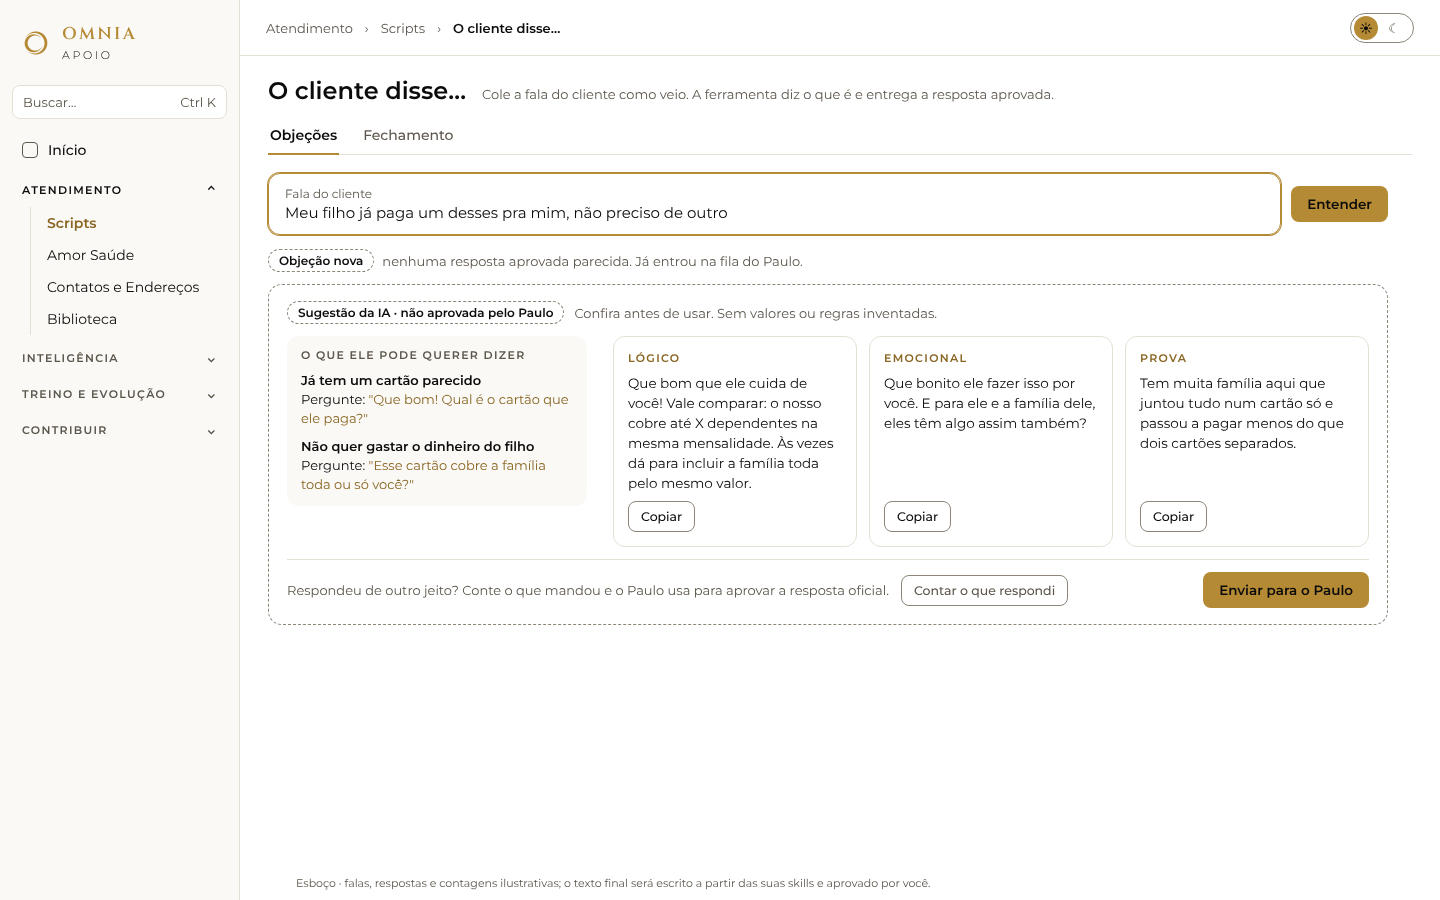 OMNIA
APOIO
Buscar...
Ctrl K
Início
ATENDIMENTO
Scripts
Amor Saúde
Contatos e Endereços
Biblioteca
INTELIGÊNCIA
TREINO E EVOLUÇÃO
CONTRIBUIR
Atendimento › Scripts › O cliente disse...
O cliente disse...
Cole a fala do cliente como veio. A ferramenta diz o que é e entrega a resposta aprovada.
Objeções
Fechamento
Fala do cliente
Meu filho já paga um desses pra mim, não preciso de outro
Entender
Objeção nova
nenhuma resposta aprovada parecida. Já entrou na fila do Paulo.
Sugestão da IA · não aprovada pelo Paulo
Confira antes de usar. Sem valores ou regras inventadas.
O QUE ELE PODE QUERER DIZER
Já tem um cartão parecido
Pergunte: "Que bom! Qual é o cartão que
ele paga?"
Não quer gastar o dinheiro do filho
Pergunte: "Esse cartão cobre a família
toda ou só você?"
LÓGICO
Que bom que ele cuida de
você! Vale comparar: o nosso
cobre até X dependentes na
mesma mensalidade. Às vezes
dá para incluir a família toda
pelo mesmo valor.
Copiar
EMOCIONAL
Que bonito ele fazer isso por
você. E para ele e a família dele,
eles têm algo assim também?
Copiar
PROVA
Tem muita família aqui que
juntou tudo num cartão só e
passou a pagar menos do que
dois cartões separados.
Copiar
Respondeu de outro jeito? Conte o que mandou e o Paulo usa para aprovar a resposta oficial.
Contar o que respondi
Enviar para o Paulo
Esboço · falas, respostas e contagens ilustrativas; o texto final será escrito a partir das suas skills e aprovado por você.